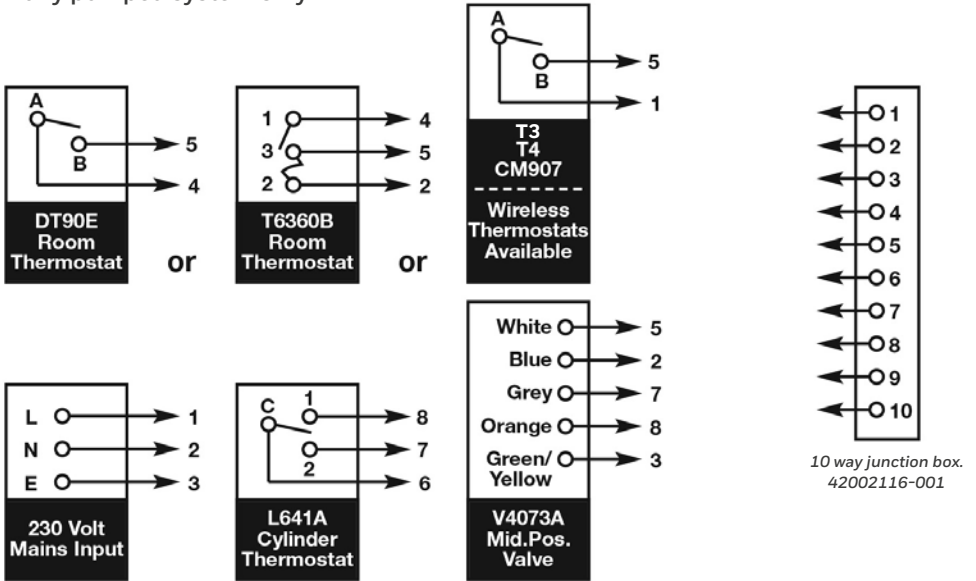 A
B
5
4
DT90E
Room
Thermostat
or
1
3
2
4
5
2
T6360B
Room
Thermostat
or
A
B
5
1
T3
T4
CM907
Wireless
Thermostats
Available
L 1
N 2
E 3
230 Volt
Mains Input
C
1
2
8
7
6
L641A
Cylinder
Thermostat
White 5
Blue 2
Grey 7
Orange 8
Green/
Yellow 3
V4073A
Mid.Pos.
Valve
1
2
3
4
5
6
7
8
9
10
10 way junction box.
42002116-001